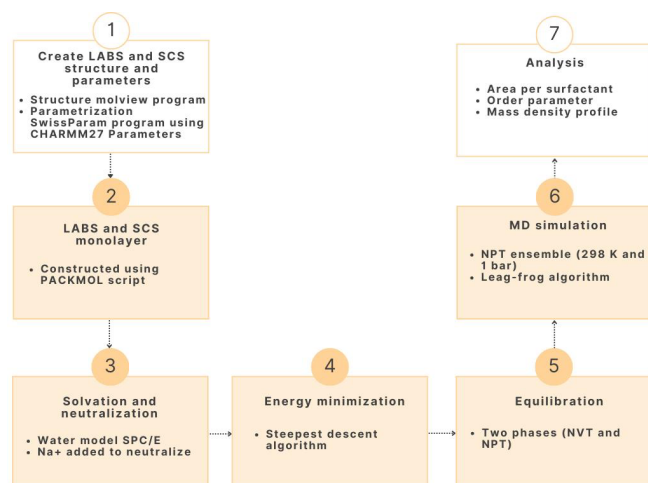 1
Create LABS and SCS
structure and
parameters
• Structure molview program
• Parametrization
SwissParam program using
CHARMM27 Parameters
2
LABS and SCS
monolayer
• Constructed using
PACKMOL script
3
Solvation and
neutralization
• Water model SPC/E
• Na+ added to neutralize
4
Energy minimization
• Steepest descent
algorithm
5
Equilibration
• Two phases (NVT and
NPT)
6
MD simulation
• NPT ensemble (298 K and
1 bar)
• Leag-frog algorithm
7
Analysis
• Area per surfactant
• Order parameter
• Mass density profile